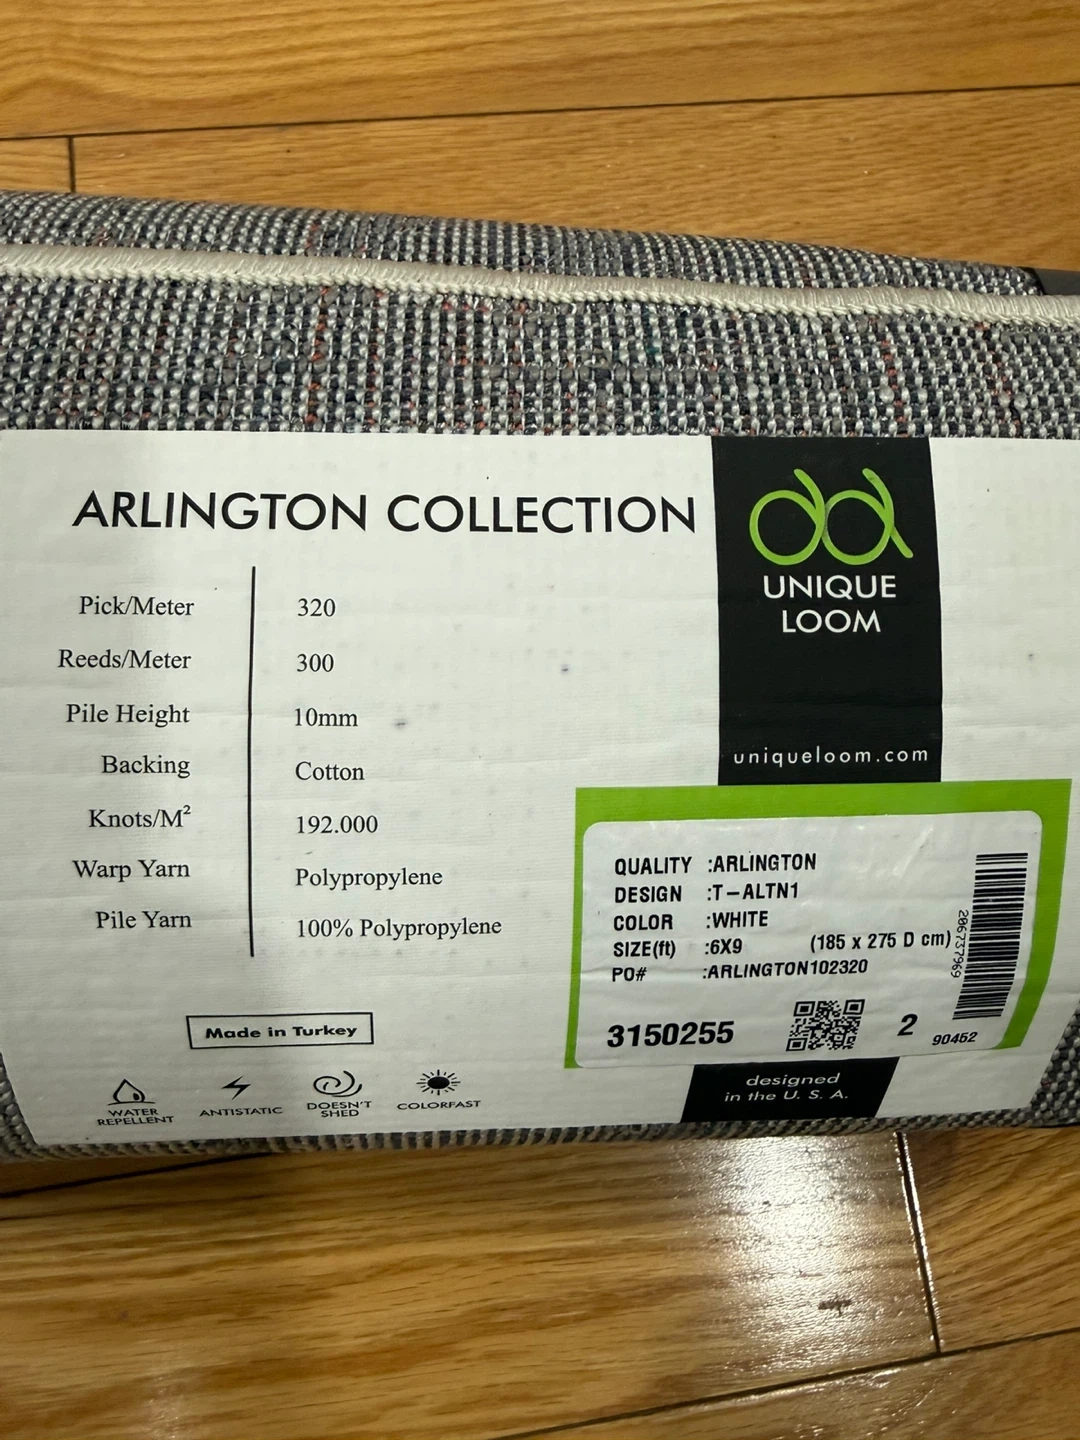 ARLINGTON COLLECTION
UNIQUE
LOOM
uniqueloom.com
Pick/Meter 320
Reeds/Meter 300
Pile Height 10mm
Backing Cotton
Knots/M² 192.000
Warp Yarn Polypropylene
Pile Yarn 100% Polypropylene
Made in Turkey
WATER
REPELLENT
ANTISTATIC
DOESN'T
SHED
COLORFAST
QUALITY :ARLINGTON
DESIGN :T-ALTN1
COLOR :WHITE
SIZE(ft) :6X9 (185 x 275 D cm)
PO# :ARLINGTON102320
3150255
2
90462
206737969
designed
in the U. S. A.